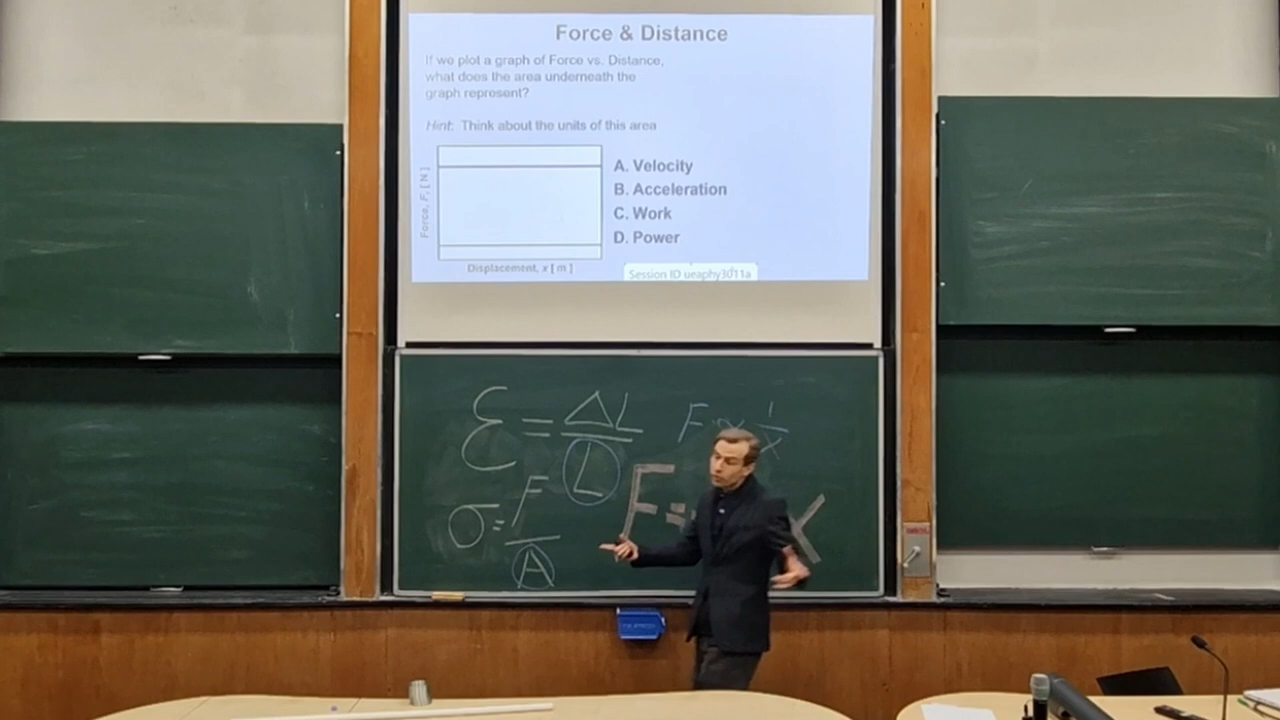 Force & Distance
If we plot a graph of Force vs. Distance,
what does the area underneath the
graph represent?
Hint: Think about the units of this area
Force, F, [ N ]
A. Velocity
B. Acceleration
C. Work
D. Power
Displacement, x [ m ]
Session ID ueaphy3011a
Ɛ = ΔL / L
F ∝ 1 / x
σ = F / A
F =
x